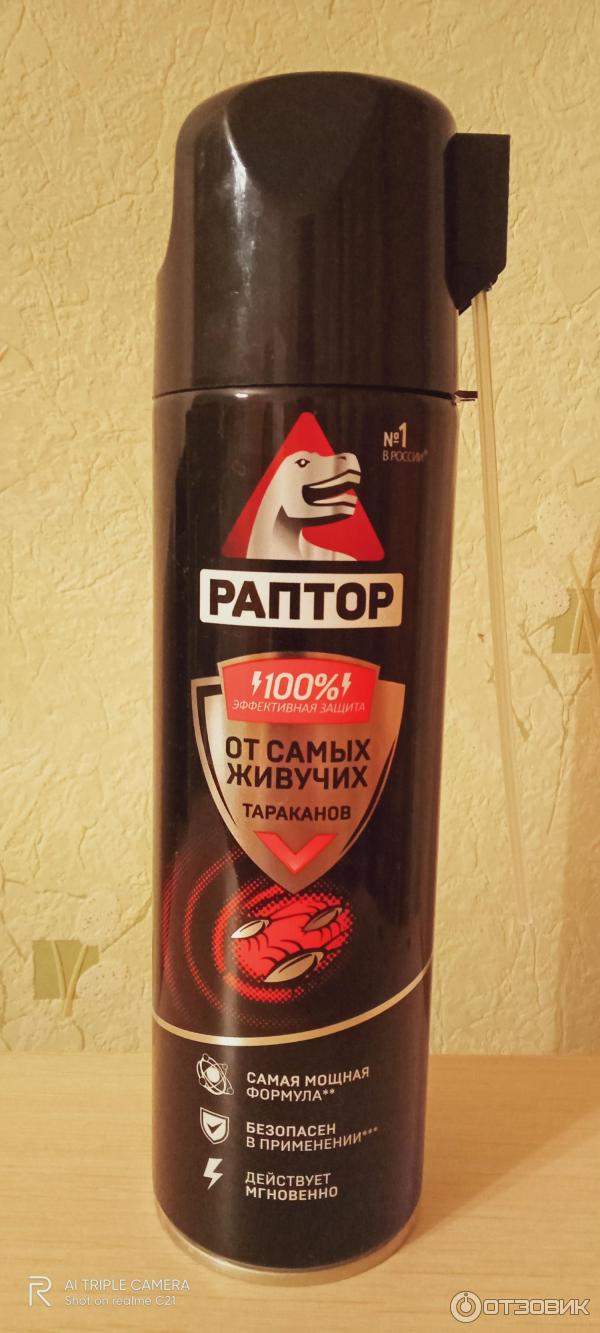 №1
В РОССИИ*
РАПТОР
100%
ЭФФЕКТИВНАЯ ЗАЩИТА
ОТ САМЫХ
ЖИВУЧИХ
ТАРАКАНОВ
САМАЯ МОЩНАЯ
ФОРМУЛА**
БЕЗОПАСЕН
В ПРИМЕНЕНИИ***
ДЕЙСТВУЕТ
МГНОВЕННО
R
AI TRIPLE CAMERA
Shot on realme C21
ОТЗОВИК